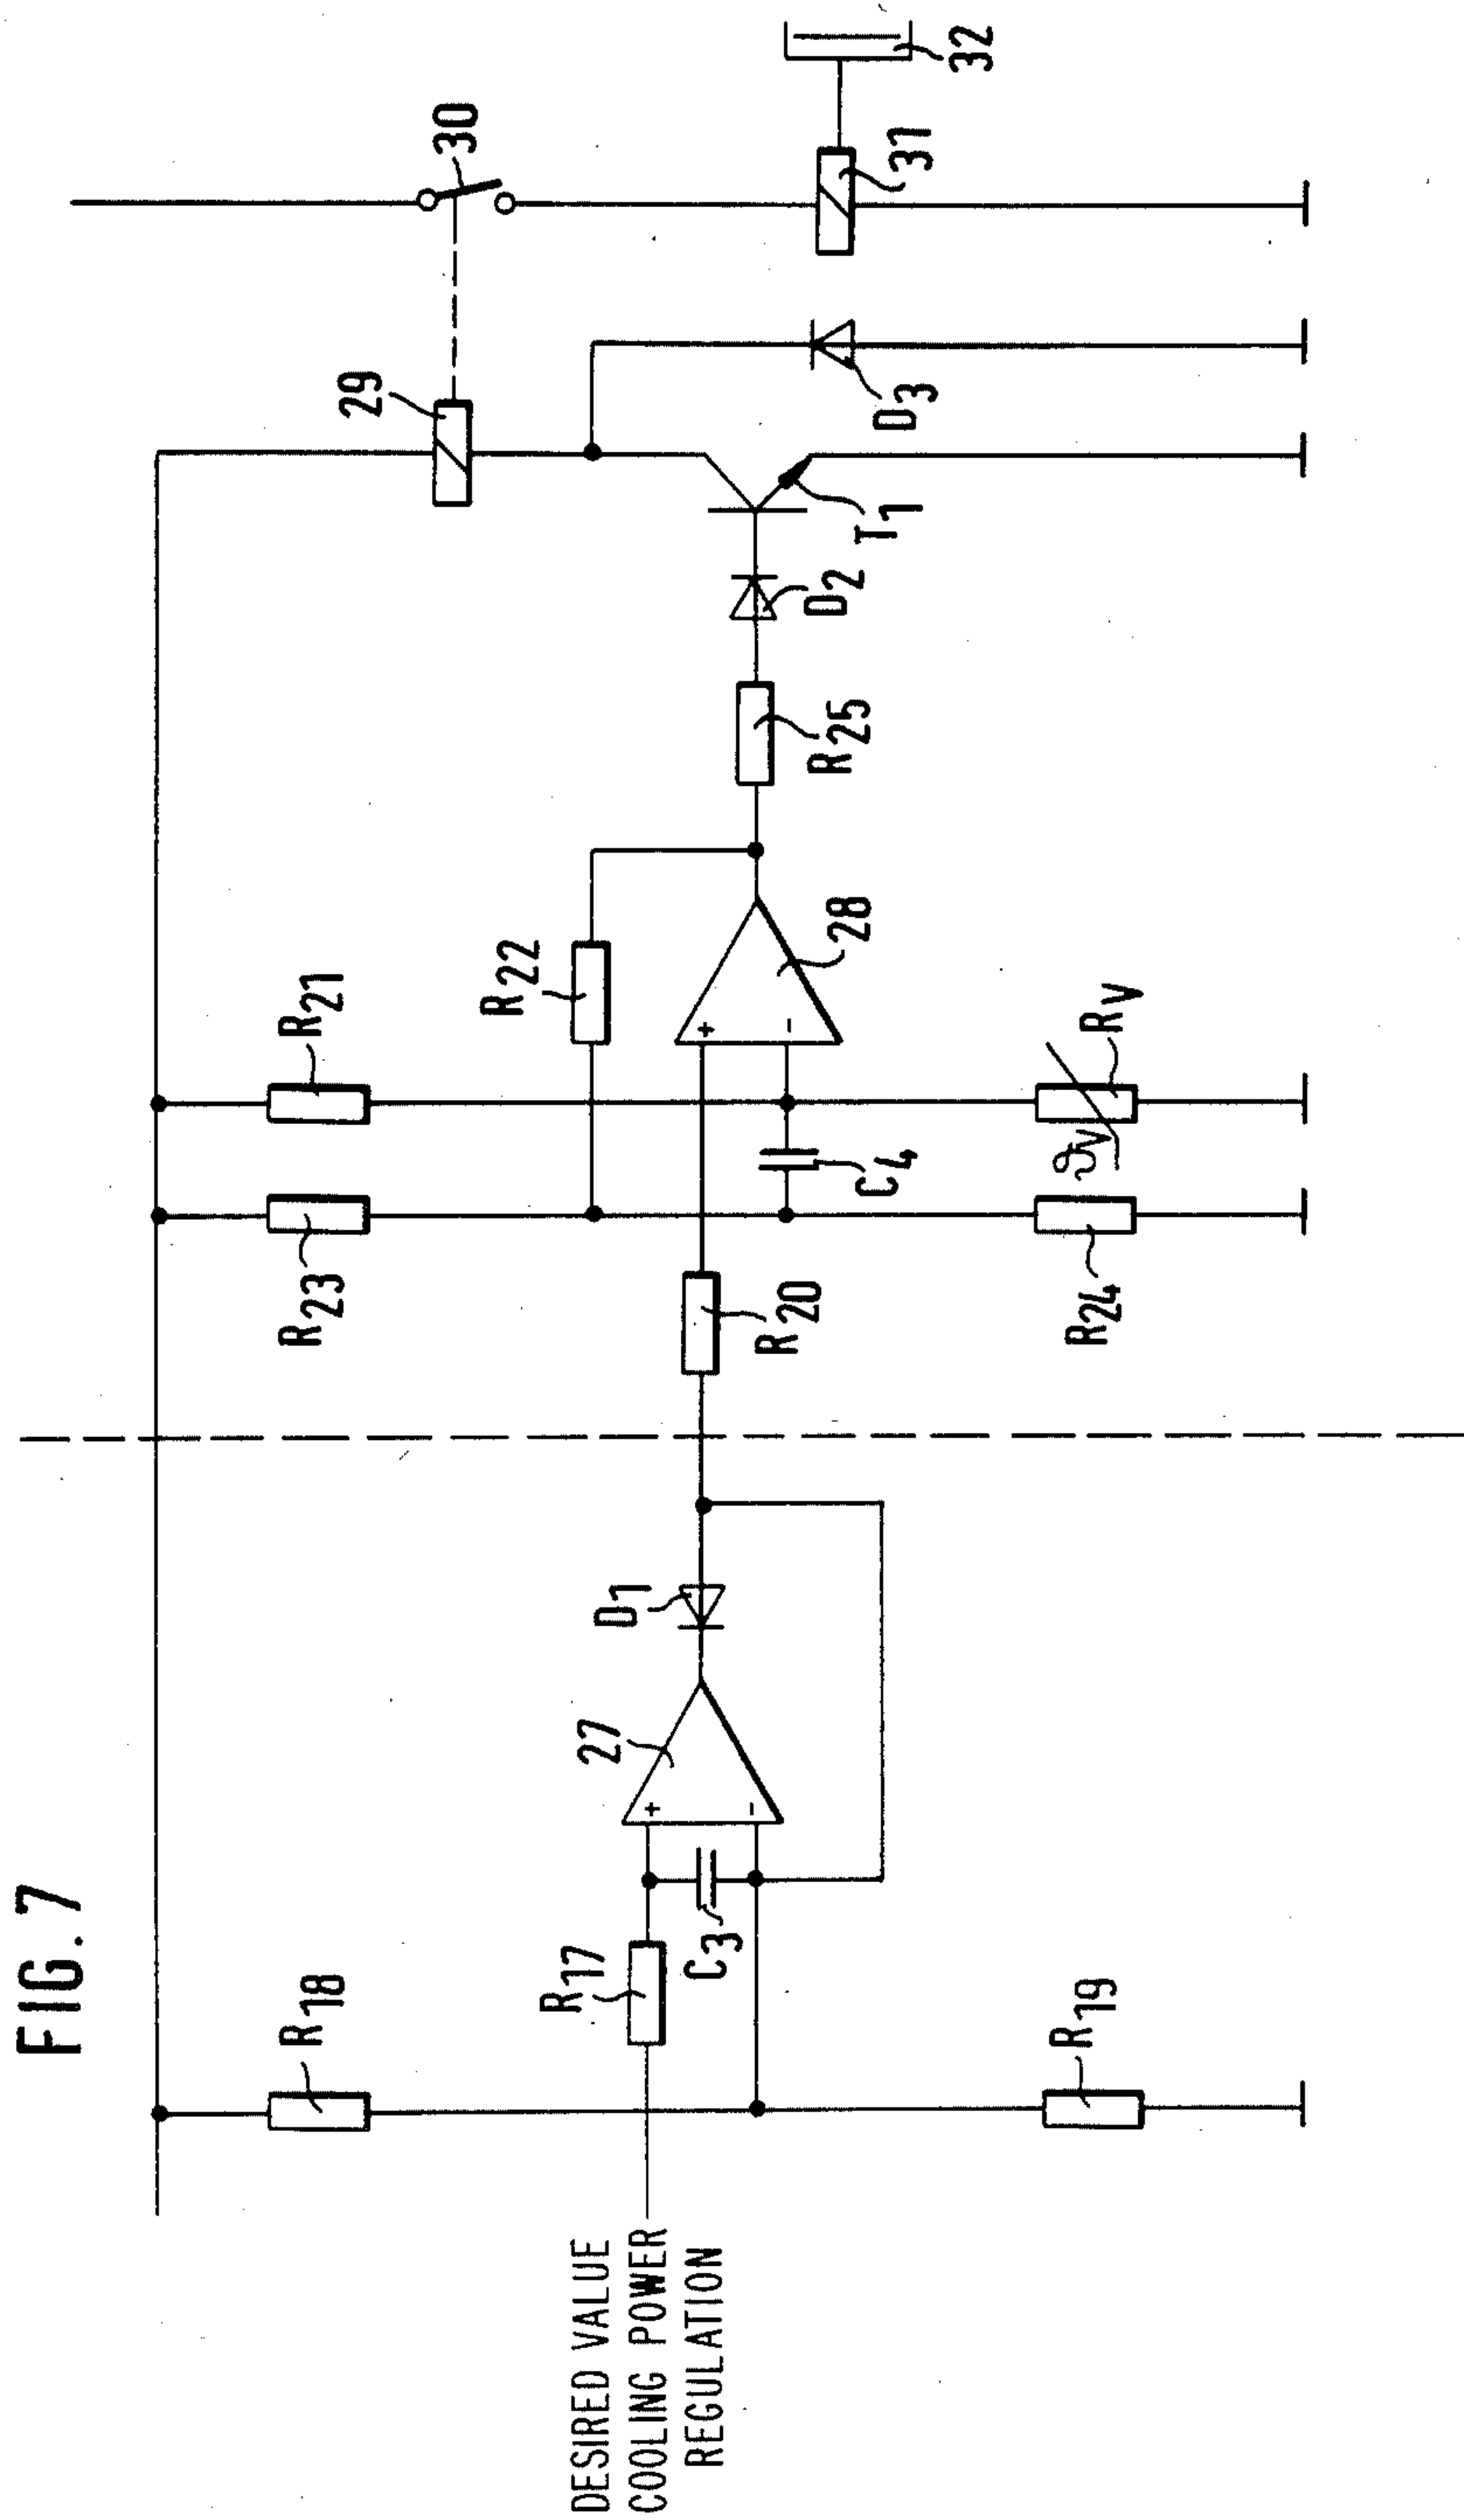 FIG. 7
DESIRED VALUE
COOLING POWER
REGULATION
R18
R17
C3
R19
27
+
-
D1
R23
R21
R20
R22
C4
R24
ϑV
RV
+
-
28
R25
D2
T1
D3
29
30
31
32